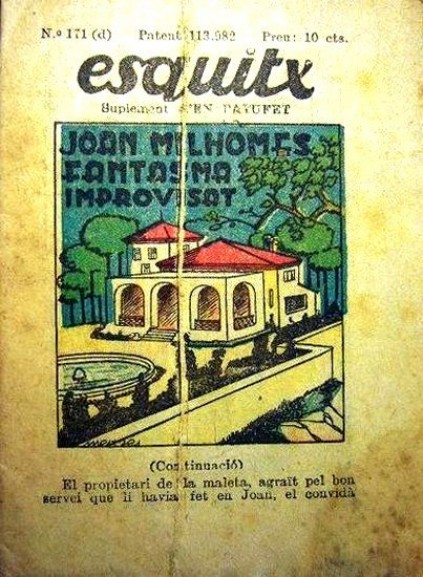 N.º 171 (d) Patent 113.982 Preu: 10 cts.
esquitx
Suplement d'EN PATUFET
JOAN MILHOMES
FANTASMA
IMPROVISAT
(Continuació)
El propietari de la maleta, agraït pel bon
servei que li havia fet en Joan, el convidà